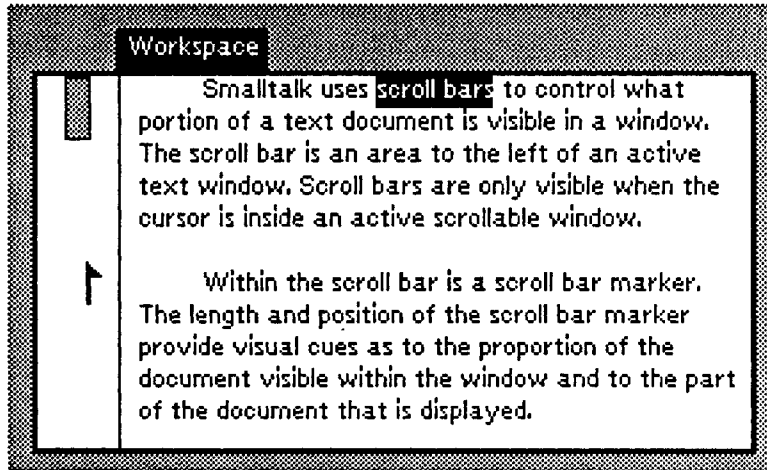 Workspace
Smalltalk uses scroll bars to control what
portion of a text document is visible in a window.
The scroll bar is an area to the left of an active
text window. Scroll bars are only visible when the
cursor is inside an active scrollable window.
Within the scroll bar is a scroll bar marker.
The length and position of the scroll bar marker
provide visual cues as to the proportion of the
document visible within the window and to the part
of the document that is displayed.